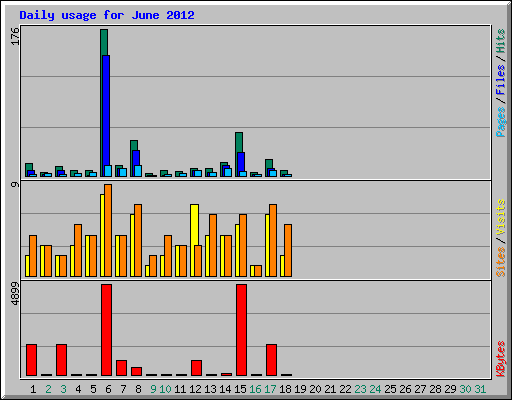 Daily usage for June 2012
176
Pages / Files / Hits
9
Sites / Visits
4899
KBytes
1 2 3 4 5 6 7 8 9 10 11 12 13 14 15 16 17 18 19 20 21 22 23 24 25 26 27 28 29 30 31